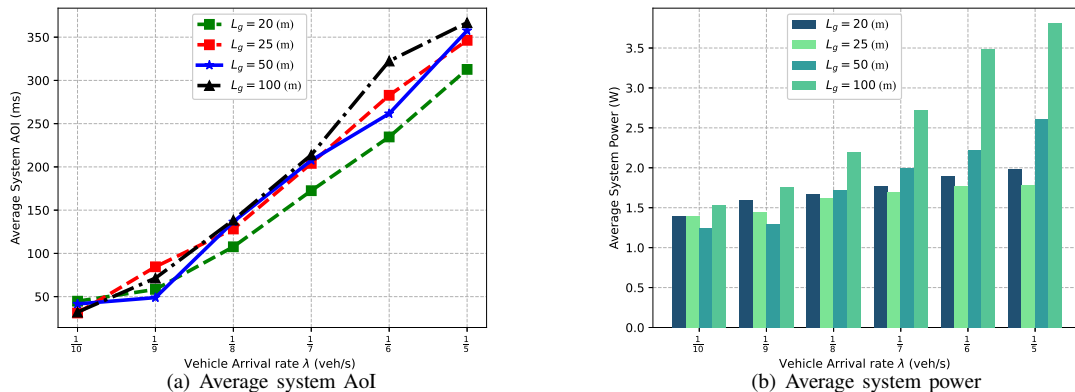 L_g = 20 (m)
L_g = 25 (m)
L_g = 50 (m)
L_g = 100 (m)
350
300
250
200
150
100
50
Average System AOI (ms)
1/10
1/9
1/8
1/7
1/6
1/5
Vehicle Arrival rate λ (veh/s)
(a) Average system AoI
L_g = 20 (m)
L_g = 25 (m)
L_g = 50 (m)
L_g = 100 (m)
3.5
3.0
2.5
2.0
1.5
1.0
0.5
0.0
Average System Power (W)
1/10
1/9
1/8
1/7
1/6
1/5
Vehicle Arrival rate λ (veh/s)
(b) Average system power